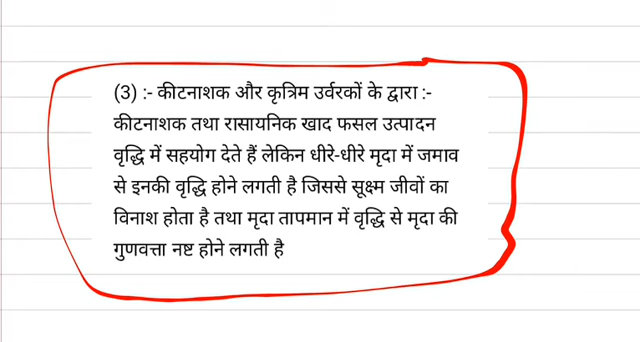 (3) :- कीटनाशक और कृत्रिम उर्वरकों के द्वारा :-
कीटनाशक तथा रासायनिक खाद फसल उत्पादन
वृद्धि में सहयोग देते हैं लेकिन धीरे-धीरे मृदा में जमाव
से इनकी वृद्धि होने लगती है जिससे सूक्ष्म जीवों का
विनाश होता है तथा मृदा तापमान में वृद्धि से मृदा की
गुणवत्ता नष्ट होने लगती है